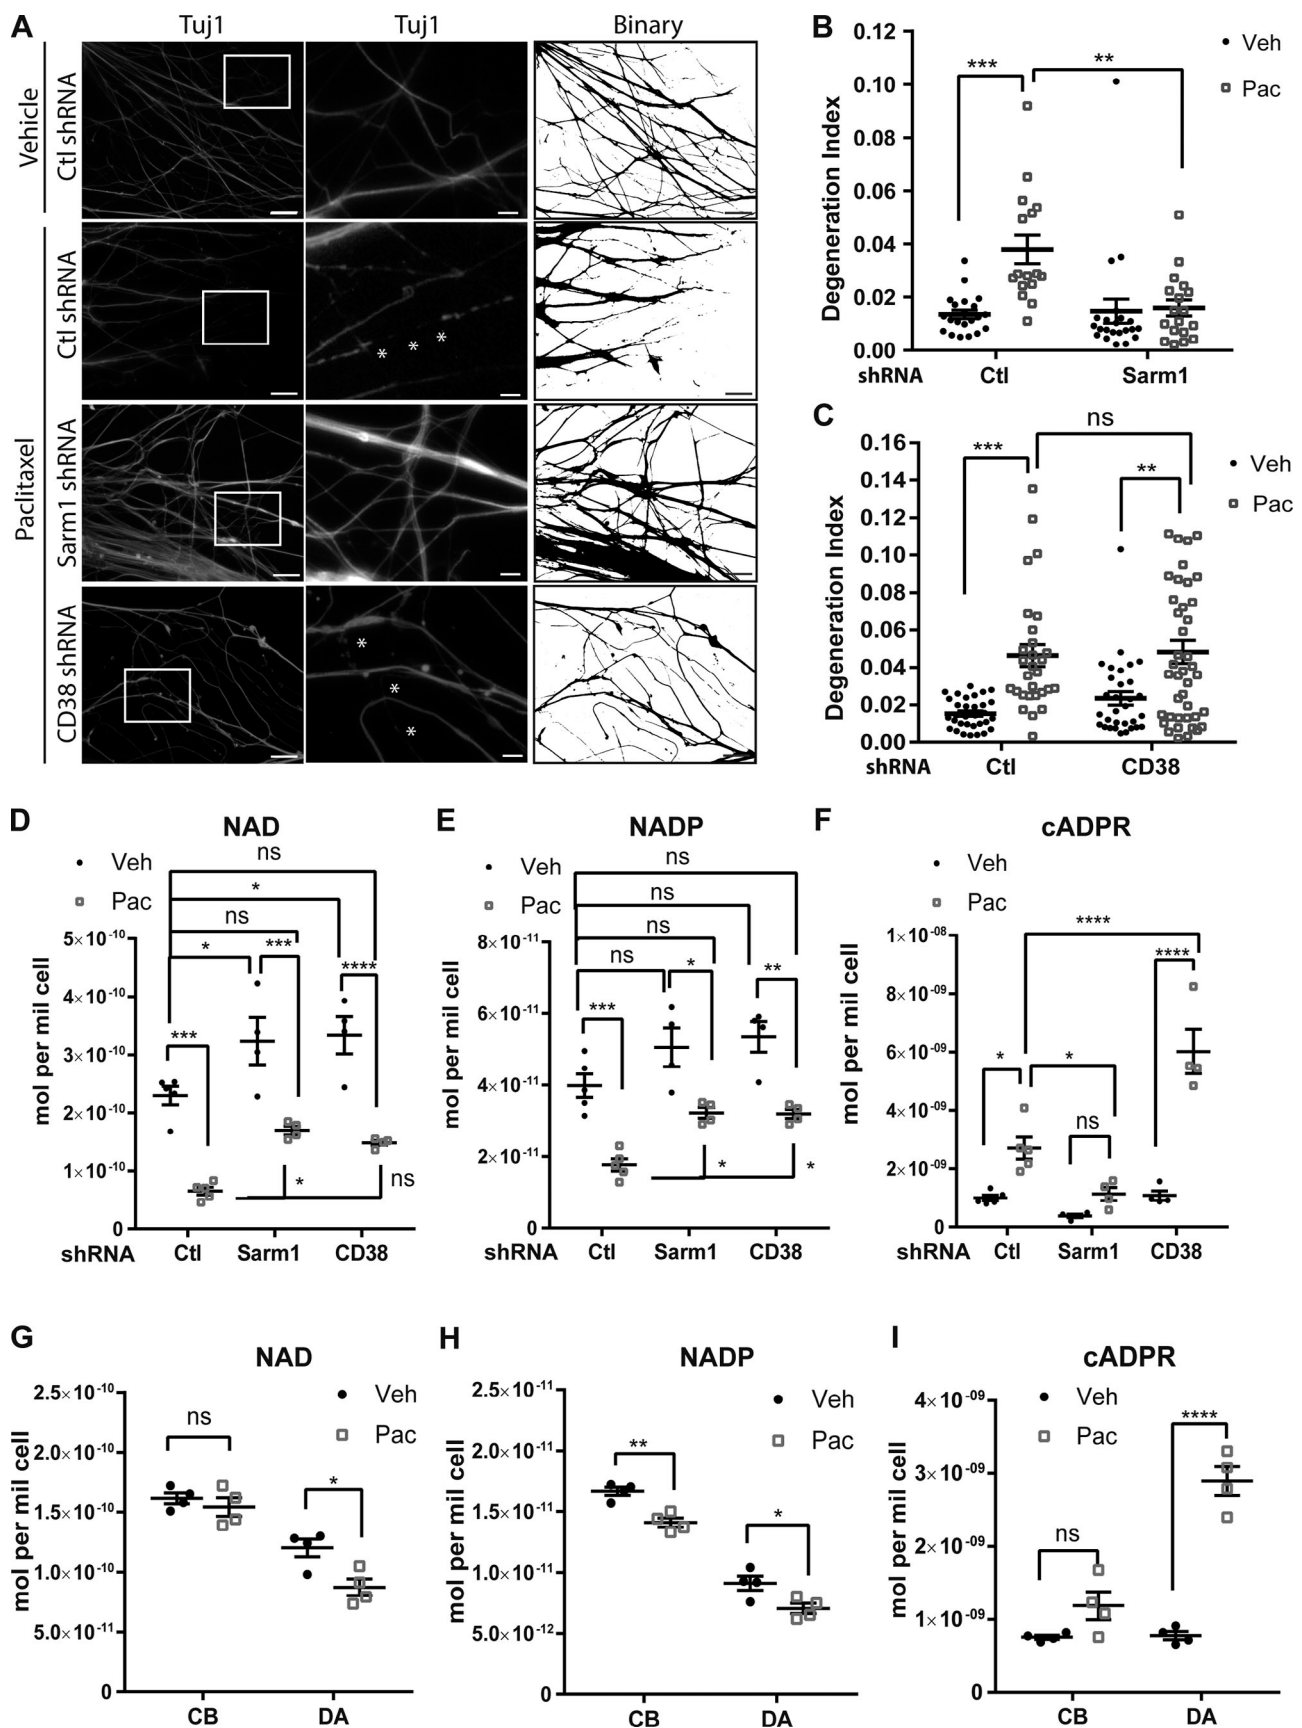 A
Tuj1
Tuj1
Binary
Vehicle
Ctl shRNA
Paclitaxel
Ctl shRNA
* * *
Sarm1 shRNA
CD38 shRNA
*
*
*
B
Degeneration Index
0.12
0.10
0.08
0.06
0.04
0.02
0.00
*** **
Veh
Pac
shRNA Ctl Sarm1
C
Degeneration Index
0.16
0.14
0.12
0.10
0.08
0.06
0.04
0.02
0.00
ns
*** **
Veh
Pac
shRNA Ctl CD38
D
NAD
Veh
Pac
ns
*
ns
* ***
****
***
mol per mil cell
5×10⁻¹⁰
4×10⁻¹⁰
3×10⁻¹⁰
2×10⁻¹⁰
1×10⁻¹⁰
0
* ns
shRNA Ctl Sarm1 CD38
E
NADP
Veh
Pac
ns
ns
ns
ns * **
***
mol per mil cell
8×10⁻¹¹
6×10⁻¹¹
4×10⁻¹¹
2×10⁻¹¹
0
* *
shRNA Ctl Sarm1 CD38
F
cADPR
Veh
Pac
****
****
* *
ns
mol per mil cell
1×10⁻⁰⁸
8×10⁻⁰⁹
6×10⁻⁰⁹
4×10⁻⁰⁹
2×10⁻⁰⁹
0
shRNA Ctl Sarm1 CD38
G
NAD
Veh
Pac
ns
*
mol per mil cell
2.5×10⁻¹⁰
2.0×10⁻¹⁰
1.5×10⁻¹⁰
1.0×10⁻¹⁰
5.0×10⁻¹¹
0
CB DA
H
NADP
Veh
Pac
**
*
mol per mil cell
2.5×10⁻¹¹
2.0×10⁻¹¹
1.5×10⁻¹¹
1.0×10⁻¹¹
5.0×10⁻¹²
0
CB DA
I
cADPR
Veh
Pac
****
ns
mol per mil cell
4×10⁻⁰⁹
3×10⁻⁰⁹
2×10⁻⁰⁹
1×10⁻⁰⁹
0
CB DA